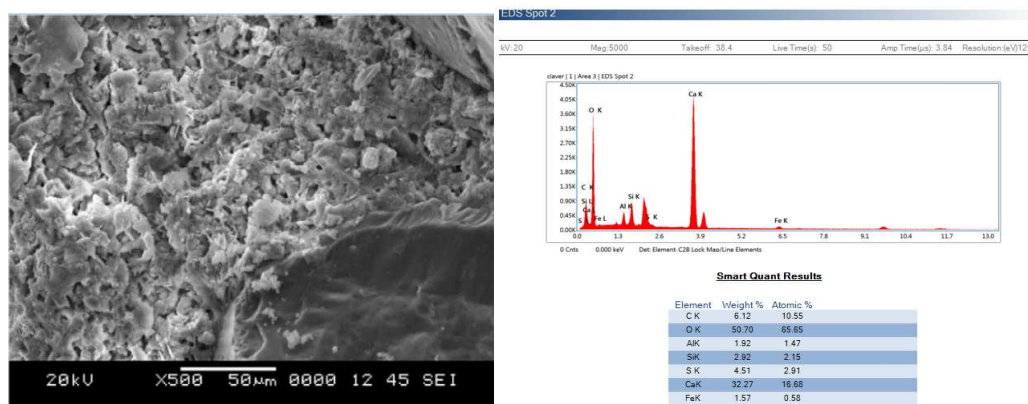 20kV X500 50µm 0000 12 45 SEI
EDS Spot 2
kV: 20 Mag:5000 Takeoff: 38.4 Live Time(s): 50 Amp Time(µs): 3.84 Resolution:(eV)12
claver | 1 | Area 3 | EDS Spot 2
4.50K
4.05K
3.60K
3.15K
2.70K
2.25K
1.80K
1.35K
0.90K
0.45K
0.00K
Ca K
O K
C K
Si L
Ca L
S
Fe L
Al K
Si K
S K
Fe K
0.0 1.3 2.6 3.9 5.2 6.5 7.8 9.1 10.4 11.7 13.0
0 Cnts 0.000 keV Det: Element-C2B
Smart Quant Results
Element Weight % Atomic %
C K 6.12 10.55
O K 50.70 65.65
AlK 1.92 1.47
SiK 2.92 2.15
S K 4.51 2.91
CaK 32.27 16.68
FeK 1.57 0.58